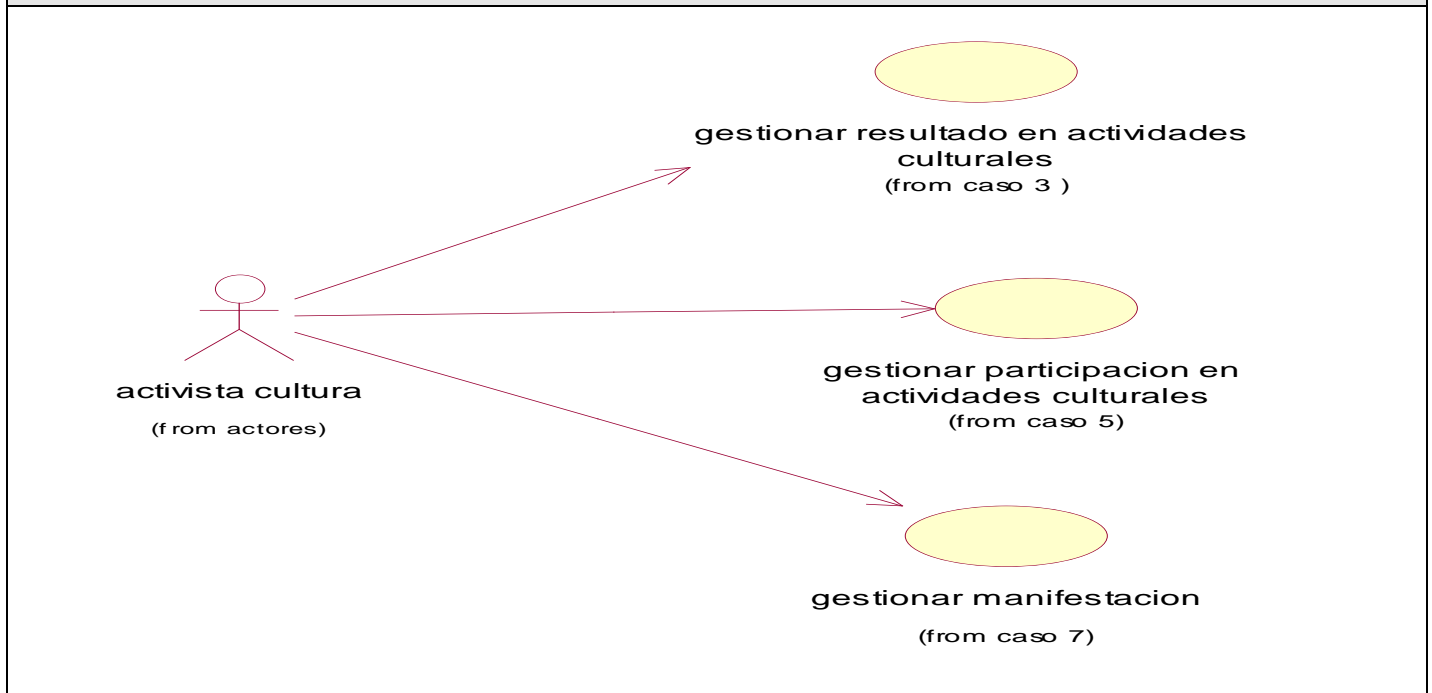 gestionar resultado en actividades
culturales
(from caso 3 )
activista cultura
(from actores)
gestionar participacion en
actividades culturales
(from caso 5)
gestionar manifestacion
(from caso 7)